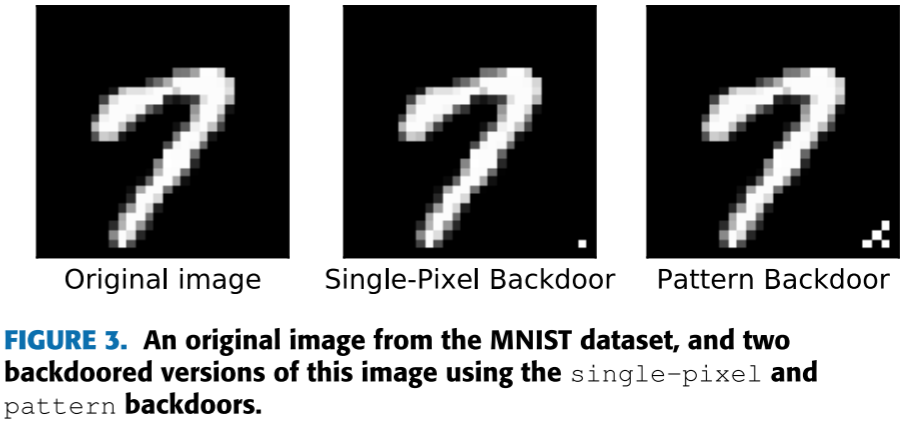 Original image
Single-Pixel Backdoor
Pattern Backdoor
FIGURE 3. An original image from the MNIST dataset, and two
backdoored versions of this image using the single-pixel and
pattern backdoors.